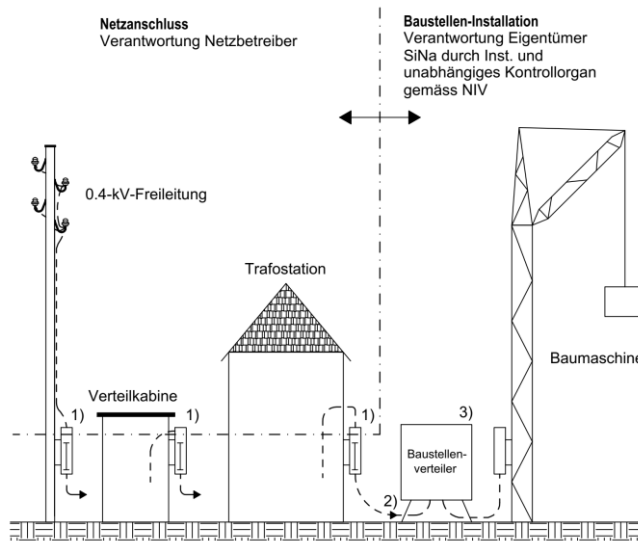 Netzanschluss
Verantwortung Netzbetreiber
Baustellen-Installation
Verantwortung Eigentümer
SiNa durch Inst. und
unabhängiges Kontrollorgan
gemäss NIV
0.4-kV-Freileitung
Trafostation
Baumaschine
Verteilkabine
1)
1)
1)
3)
Baustellen-
verteiler
2)